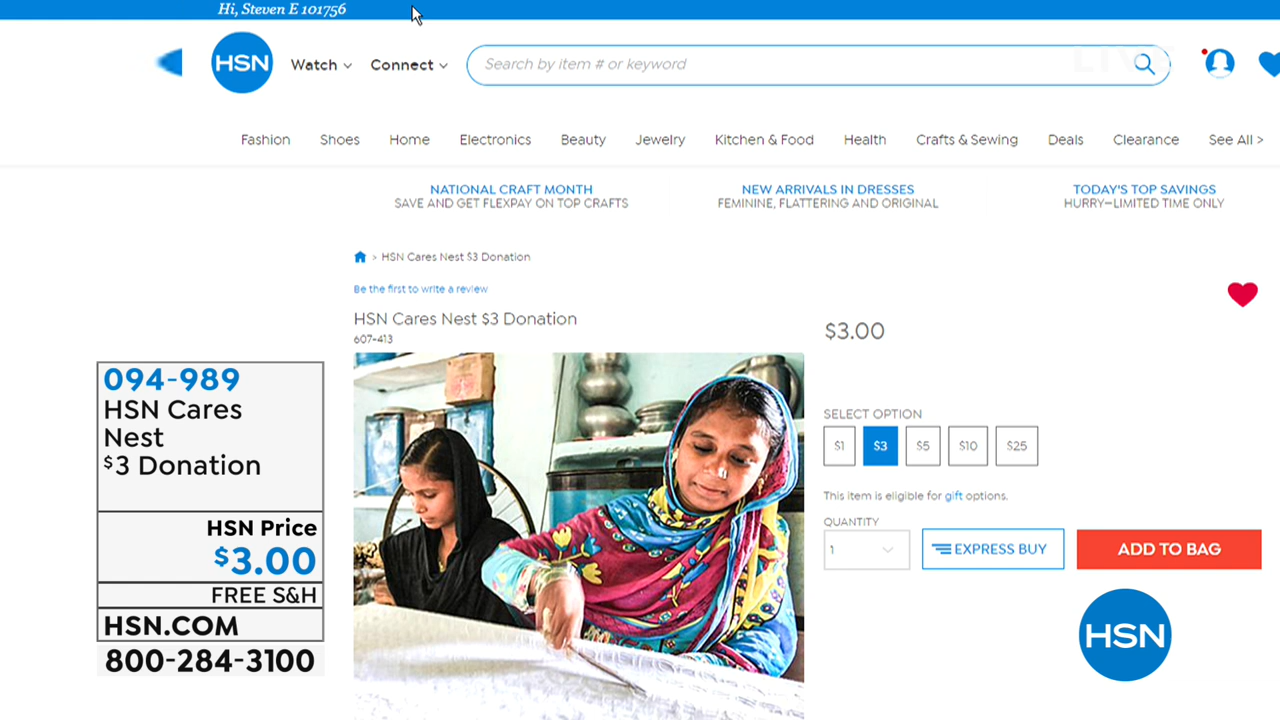 Hi, Steven E 101756
HSN
Watch
Connect
Search by item # or keyword
LIVE
Fashion
Shoes
Home
Electronics
Beauty
Jewelry
Kitchen & Food
Health
Crafts & Sewing
Deals
Clearance
See All >
NATIONAL CRAFT MONTH
SAVE AND GET FLEXPAY ON TOP CRAFTS
NEW ARRIVALS IN DRESSES
FEMININE, FLATTERING AND ORIGINAL
TODAY'S TOP SAVINGS
HURRY—LIMITED TIME ONLY
> HSN Cares Nest $3 Donation
Be the first to write a review
HSN Cares Nest $3 Donation
607-413
$3.00
SELECT OPTION
$1
$3
$5
$10
$25
This item is eligible for gift options.
QUANTITY
1
EXPRESS BUY
ADD TO BAG
094-989
HSN Cares
Nest
$3 Donation
HSN Price
$3.00
FREE S&H
HSN.COM
800-284-3100
HSN